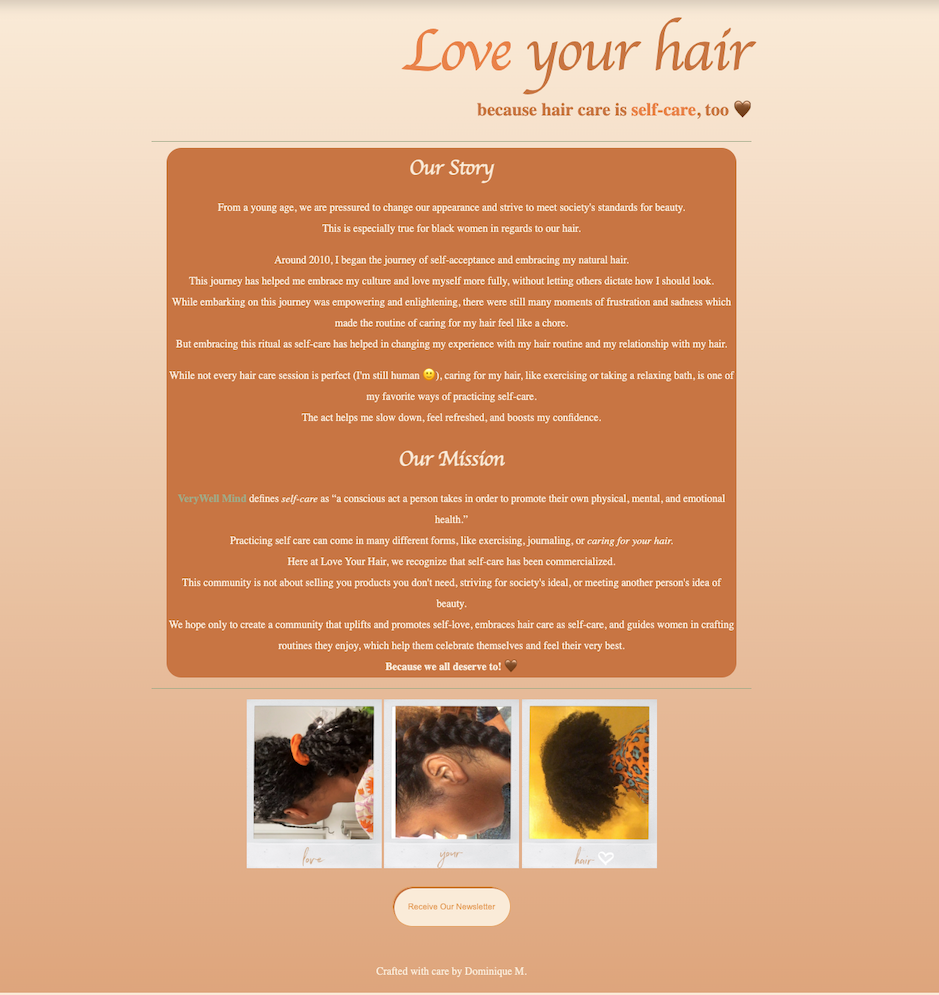 Love your hair
because hair care is self-care, too 🤎
Our Story
From a young age, we are pressured to change our appearance and strive to meet society's standards for beauty.
This is especially true for black women in regards to our hair.
Around 2010, I began the journey of self-acceptance and embracing my natural hair.
This journey has helped me embrace my culture and love myself more fully, without letting others dictate how I should look.
While embarking on this journey was empowering and enlightening, there were still many moments of frustration and sadness which
made the routine of caring for my hair feel like a chore.
But embracing this ritual as self-care has helped in changing my experience with my hair routine and my relationship with my hair.
While not every hair care session is perfect (I'm still human 🙂), caring for my hair, like exercising or taking a relaxing bath, is one of
my favorite ways of practicing self-care.
The act helps me slow down, feel refreshed, and boosts my confidence.
Our Mission
VeryWell Mind defines self-care as “a conscious act a person takes in order to promote their own physical, mental, and emotional
health.”
Practicing self care can come in many different forms, like exercising, journaling, or caring for your hair.
Here at Love Your Hair, we recognize that self-care has been commercialized.
This community is not about selling you products you don't need, striving for society's ideal, or meeting another person's idea of
beauty.
We hope only to create a community that uplifts and promotes self-love, embraces hair care as self-care, and guides women in crafting
routines they enjoy, which help them celebrate themselves and feel their very best.
Because we all deserve to! 🤎
love your hair ♡
Receive Our Newsletter
Crafted with care by Dominique M.